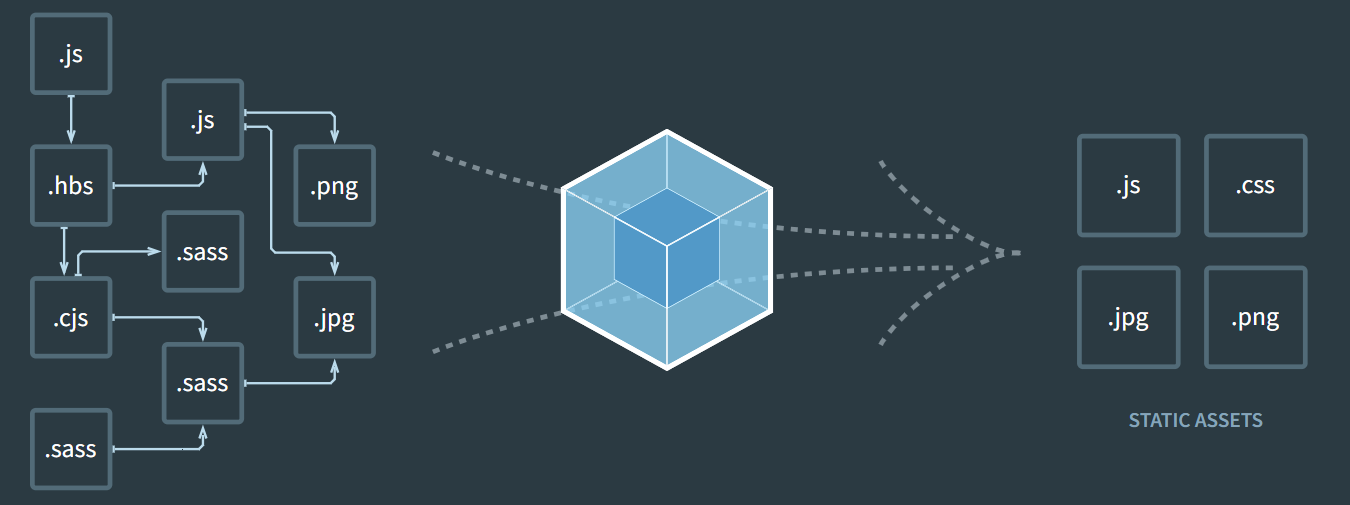 .js
.js
.hbs
.png
.sass
.cjs
.jpg
.sass
.sass
.js
.css
.jpg
.png
STATIC ASSETS